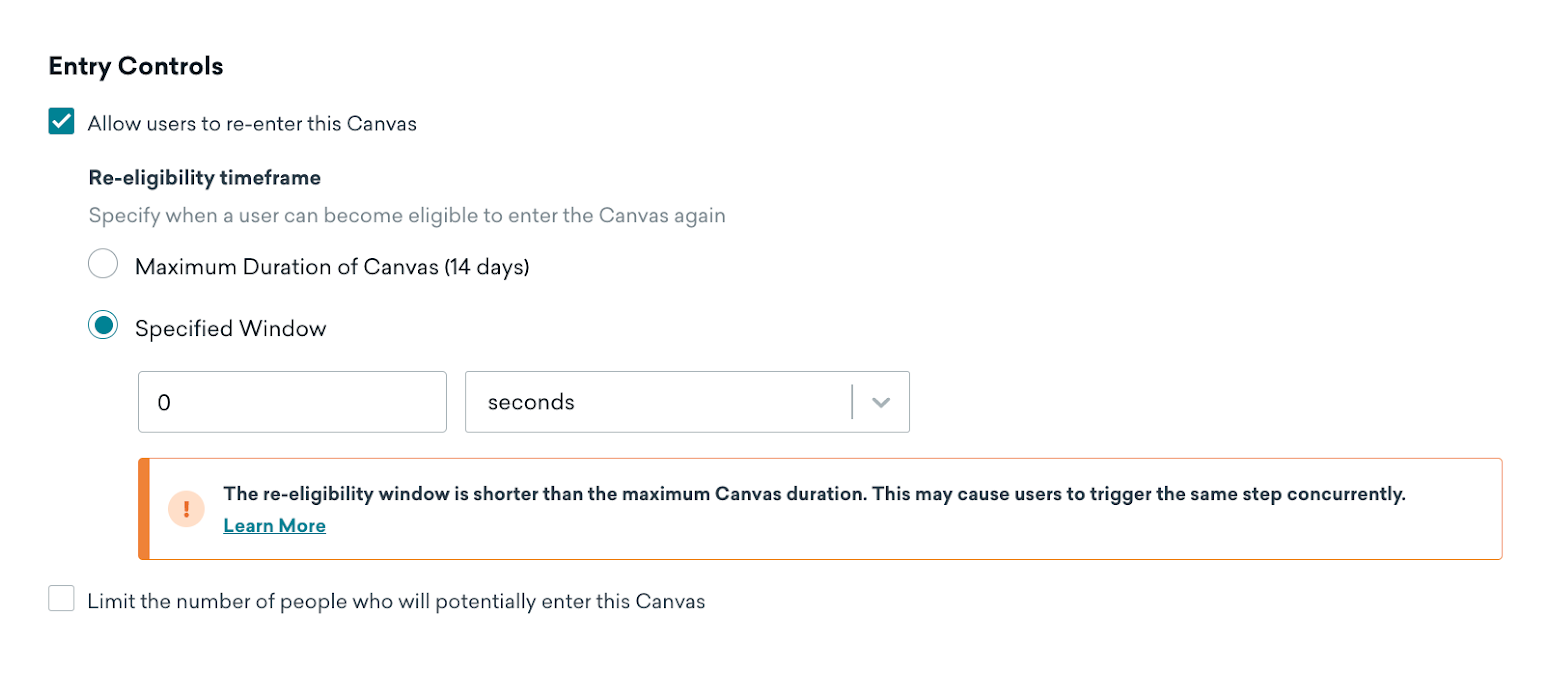 Entry Controls
Allow users to re-enter this Canvas
Re-eligibility timeframe
Specify when a user can become eligible to enter the Canvas again
Maximum Duration of Canvas (14 days)
Specified Window
0 seconds
! The re-eligibility window is shorter than the maximum Canvas duration. This may cause users to trigger the same step concurrently.
Learn More
Limit the number of people who will potentially enter this Canvas